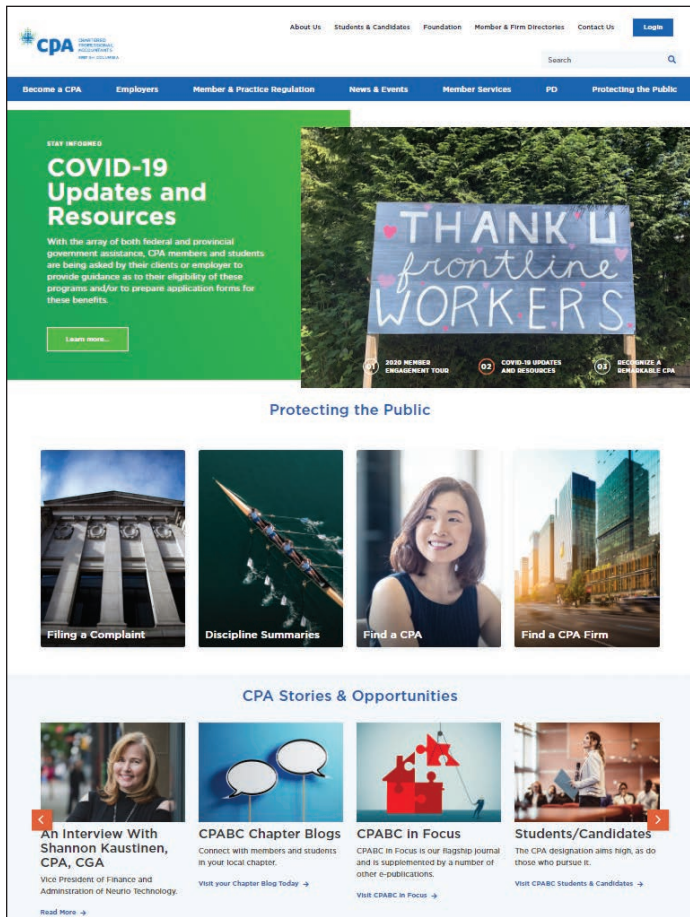 About Us Students & Candidates Foundation Member & Firm Directories Contact Us Login
CPA
CHARTERED
PROFESSIONAL
ACCOUNTANTS
BRITISH COLUMBIA
Search
Become a CPA Employers Member & Practice Regulation News & Events Member Services PD Protecting the Public
STAY INFORMED
COVID-19
Updates and
Resources
With the array of both federal and provincial
government assistance, CPA members and students
are being asked by their clients or employer to
provide guidance as to their eligibility of these
programs and/or to prepare application forms for
these benefits.
Learn more...
THANK U
frontline
WORKERS
01 2020 MEMBER
ENGAGEMENT TOUR
02 COVID-19 UPDATES
AND RESOURCES
03 RECOGNIZE A
REMARKABLE CPA
Protecting the Public
Filing a Complaint
Discipline Summaries
Find a CPA
Find a CPA Firm
CPA Stories & Opportunities
An Interview With
Shannon Kaustinen,
CPA, CGA
Vice President of Finance and
Adminstration of Neurio Technology.
Read More →
CPABC Chapter Blogs
Connect with members and students
in your local chapter.
Visit your Chapter Blog Today →
CPABC in Focus
CPABC in Focus is our flagship journal
and is supplemented by a number of
other e-publications.
Visit CPABC in Focus →
Students/Candidates
The CPA designation aims high, as do
those who pursue it.
Visit CPABC Students & Candidates →